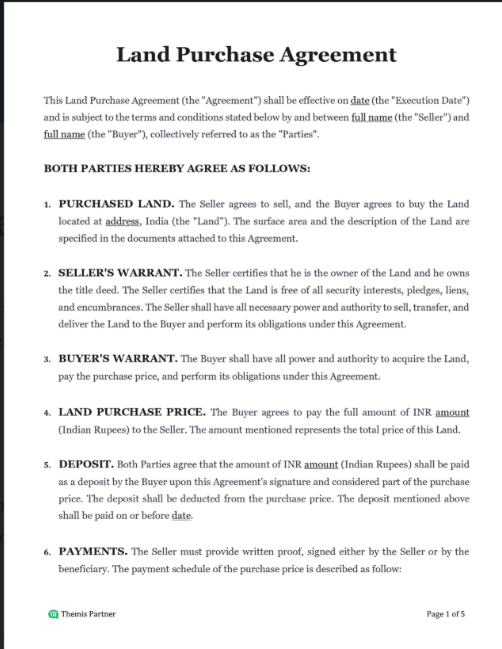 Land Purchase Agreement
This Land Purchase Agreement (the "Agreement") shall be effective on date (the "Execution Date")
and is subject to the terms and conditions stated below by and between full name (the "Seller") and
full name (the "Buyer"), collectively referred to as the "Parties".
BOTH PARTIES HEREBY AGREE AS FOLLOWS:
1. PURCHASED LAND. The Seller agrees to sell, and the Buyer agrees to buy the Land
located at address, India (the "Land"). The surface area and the description of the Land are
specified in the documents attached to this Agreement.
2. SELLER'S WARRANT. The Seller certifies that he is the owner of the Land and he owns
the title deed. The Seller certifies that the Land is free of all security interests, pledges, liens,
and encumbrances. The Seller shall have all necessary power and authority to sell, transfer, and
deliver the Land to the Buyer and perform its obligations under this Agreement.
3. BUYER'S WARRANT. The Buyer shall have all power and authority to acquire the Land,
pay the purchase price, and perform its obligations under this Agreement.
4. LAND PURCHASE PRICE. The Buyer agrees to pay the full amount of INR amount
(Indian Rupees) to the Seller. The amount mentioned represents the total price of this Land.
5. DEPOSIT. Both Parties agree that the amount of INR amount (Indian Rupees) shall be paid
as a deposit by the Buyer upon this Agreement's signature and considered part of the purchase
price. The deposit shall be deducted from the purchase price. The deposit mentioned above
shall be paid on or before date.
6. PAYMENTS. The Seller must provide written proof, signed either by the Seller or by the
beneficiary. The payment schedule of the purchase price is described as follow:
Themis Partner
Page 1 of 5